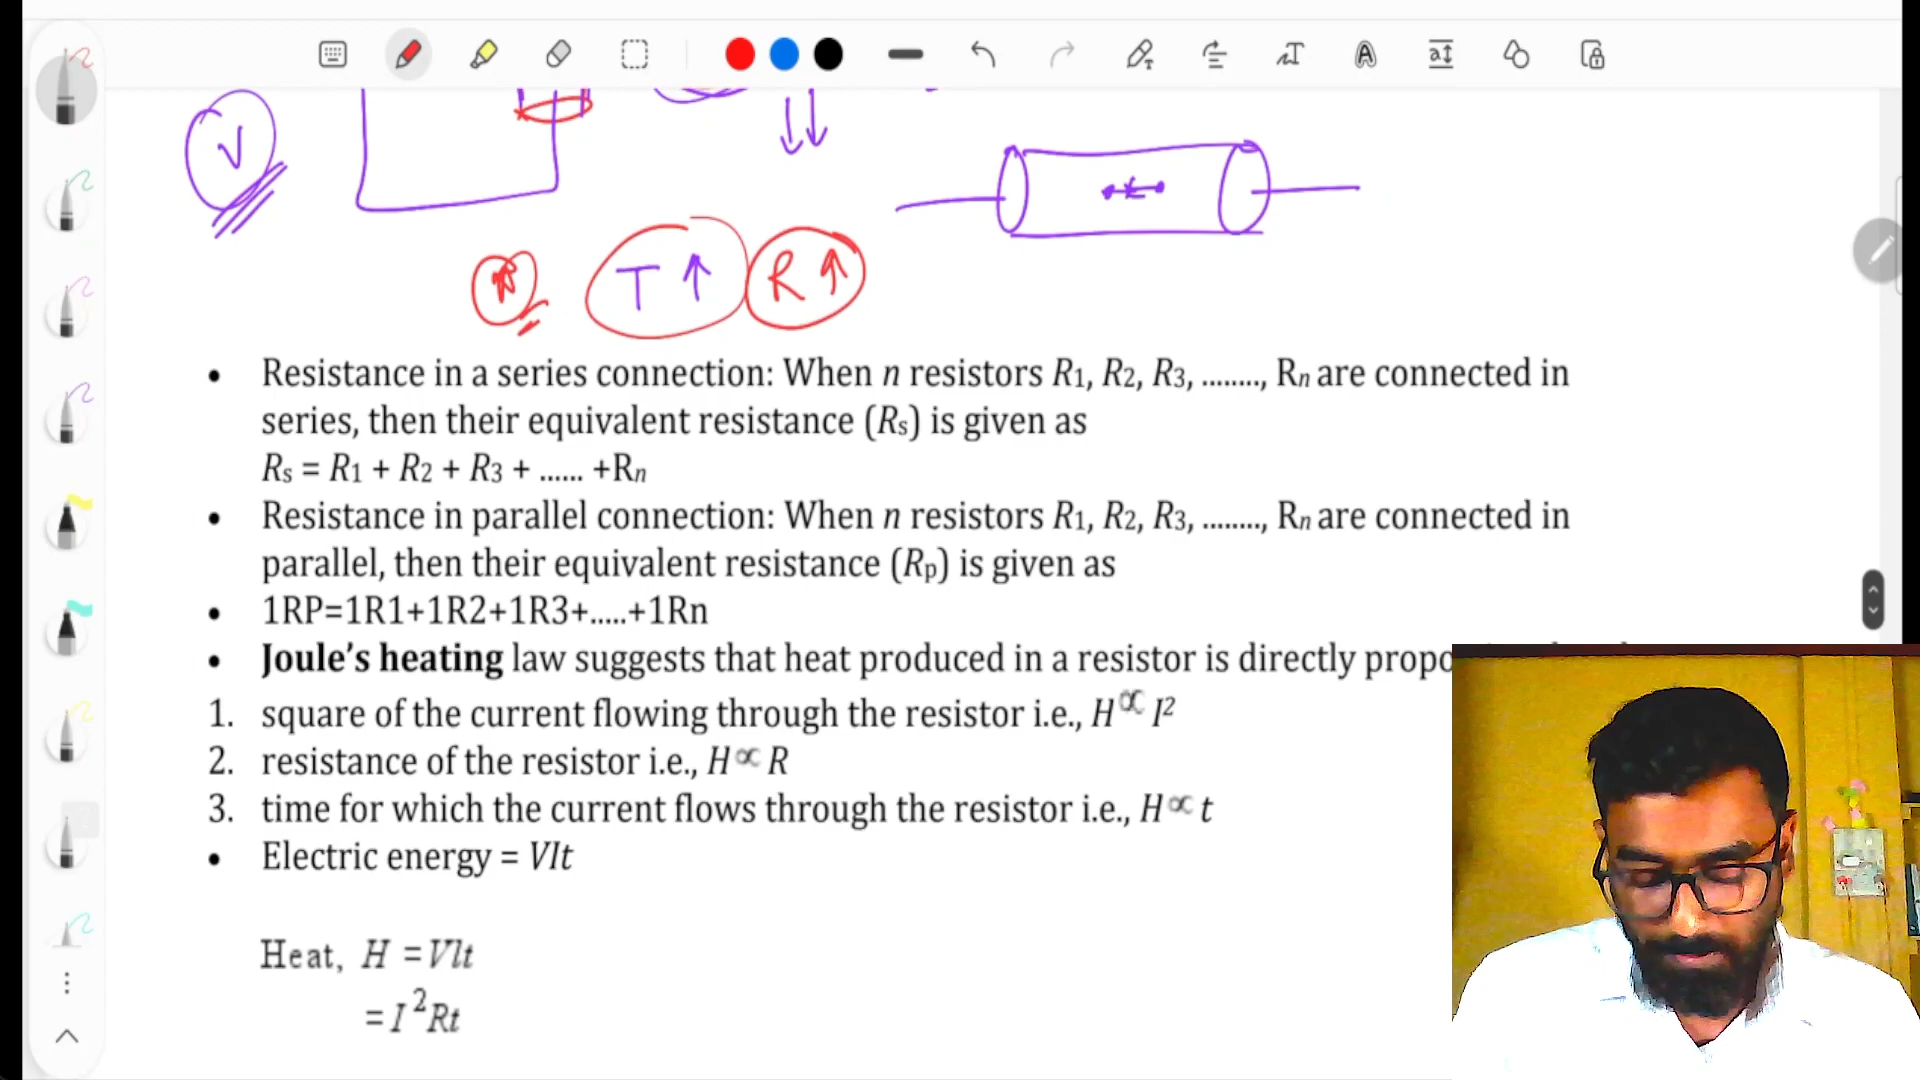 V
T ↑ R ↑
• Resistance in a series connection: When n resistors R1, R2, R3, ........, Rn are connected in
series, then their equivalent resistance (Rs) is given as
Rs = R1 + R2 + R3 + ...... +Rn
• Resistance in parallel connection: When n resistors R1, R2, R3, ........, Rn are connected in
parallel, then their equivalent resistance (Rp) is given as
• 1RP=1R1+1R2+1R3+.....+1Rn
• Joule's heating law suggests that heat produced in a resistor is directly
1. square of the current flowing through the resistor i.e., H ∝ I²
2. resistance of the resistor i.e., H ∝ R
3. time for which the current flows through the resistor i.e., H ∝ t
• Electric energy = VIt
Heat, H = VIt
= I²Rt